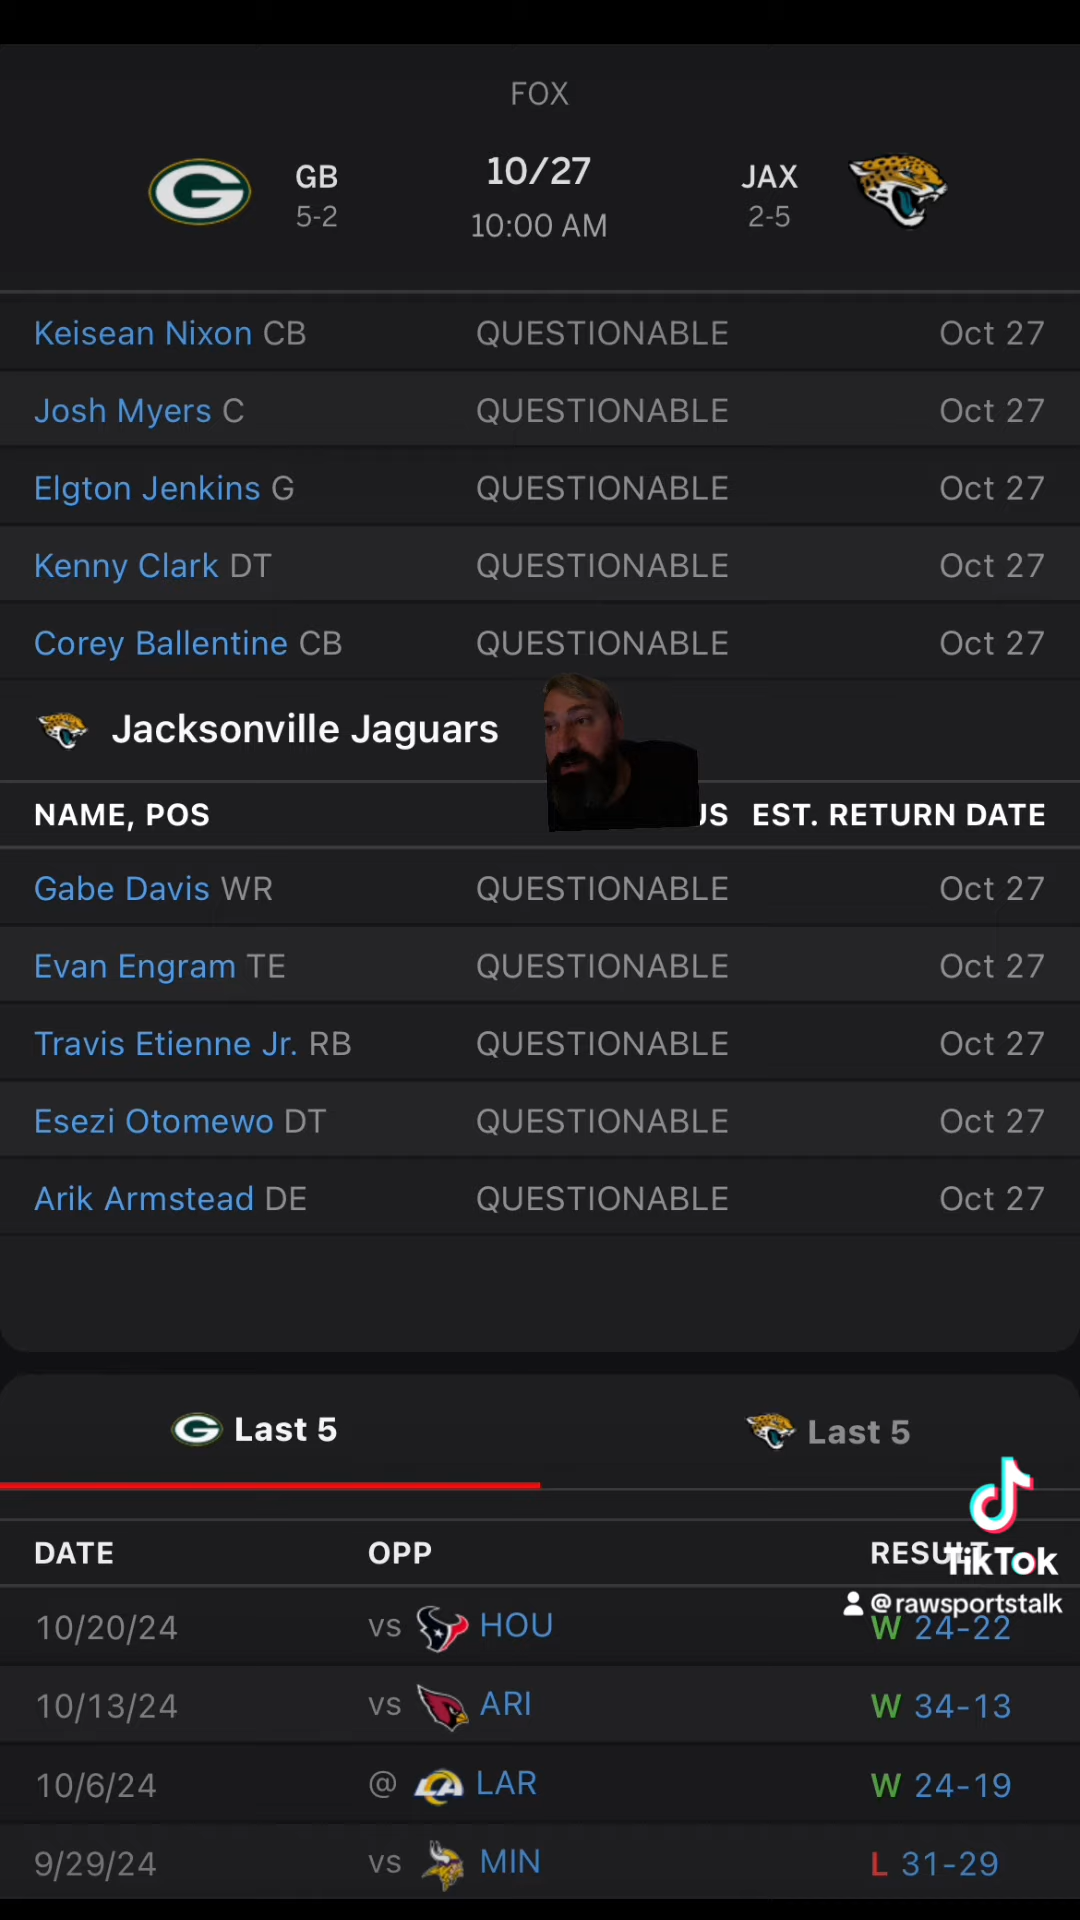 FOX
GB 10/27 JAX
5-2 10:00 AM 2-5
Keisean Nixon CB QUESTIONABLE Oct 27
Josh Myers C QUESTIONABLE Oct 27
Elgton Jenkins G QUESTIONABLE Oct 27
Kenny Clark DT QUESTIONABLE Oct 27
Corey Ballentine CB QUESTIONABLE Oct 27
Jacksonville Jaguars
NAME, POS US EST. RETURN DATE
Gabe Davis WR QUESTIONABLE Oct 27
Evan Engram TE QUESTIONABLE Oct 27
Travis Etienne Jr. RB QUESTIONABLE Oct 27
Esezi Otomewo DT QUESTIONABLE Oct 27
Arik Armstead DE QUESTIONABLE Oct 27
Last 5 Last 5
DATE OPP RESULT
TikTok
@rawsportstalk
10/20/24 vs HOU W 24-22
10/13/24 vs ARI W 34-13
10/6/24 @ LAR W 24-19
9/29/24 vs MIN L 31-29